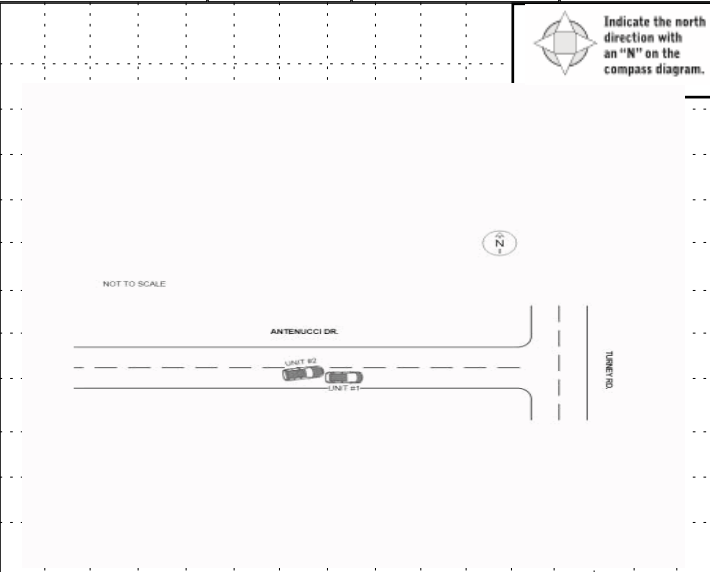 Indicate the north
direction with
an “N” on the
compass diagram.
N
NOT TO SCALE
ANTENUCCI DR.
UNIT #2
UNIT #1
TURNEY RD.